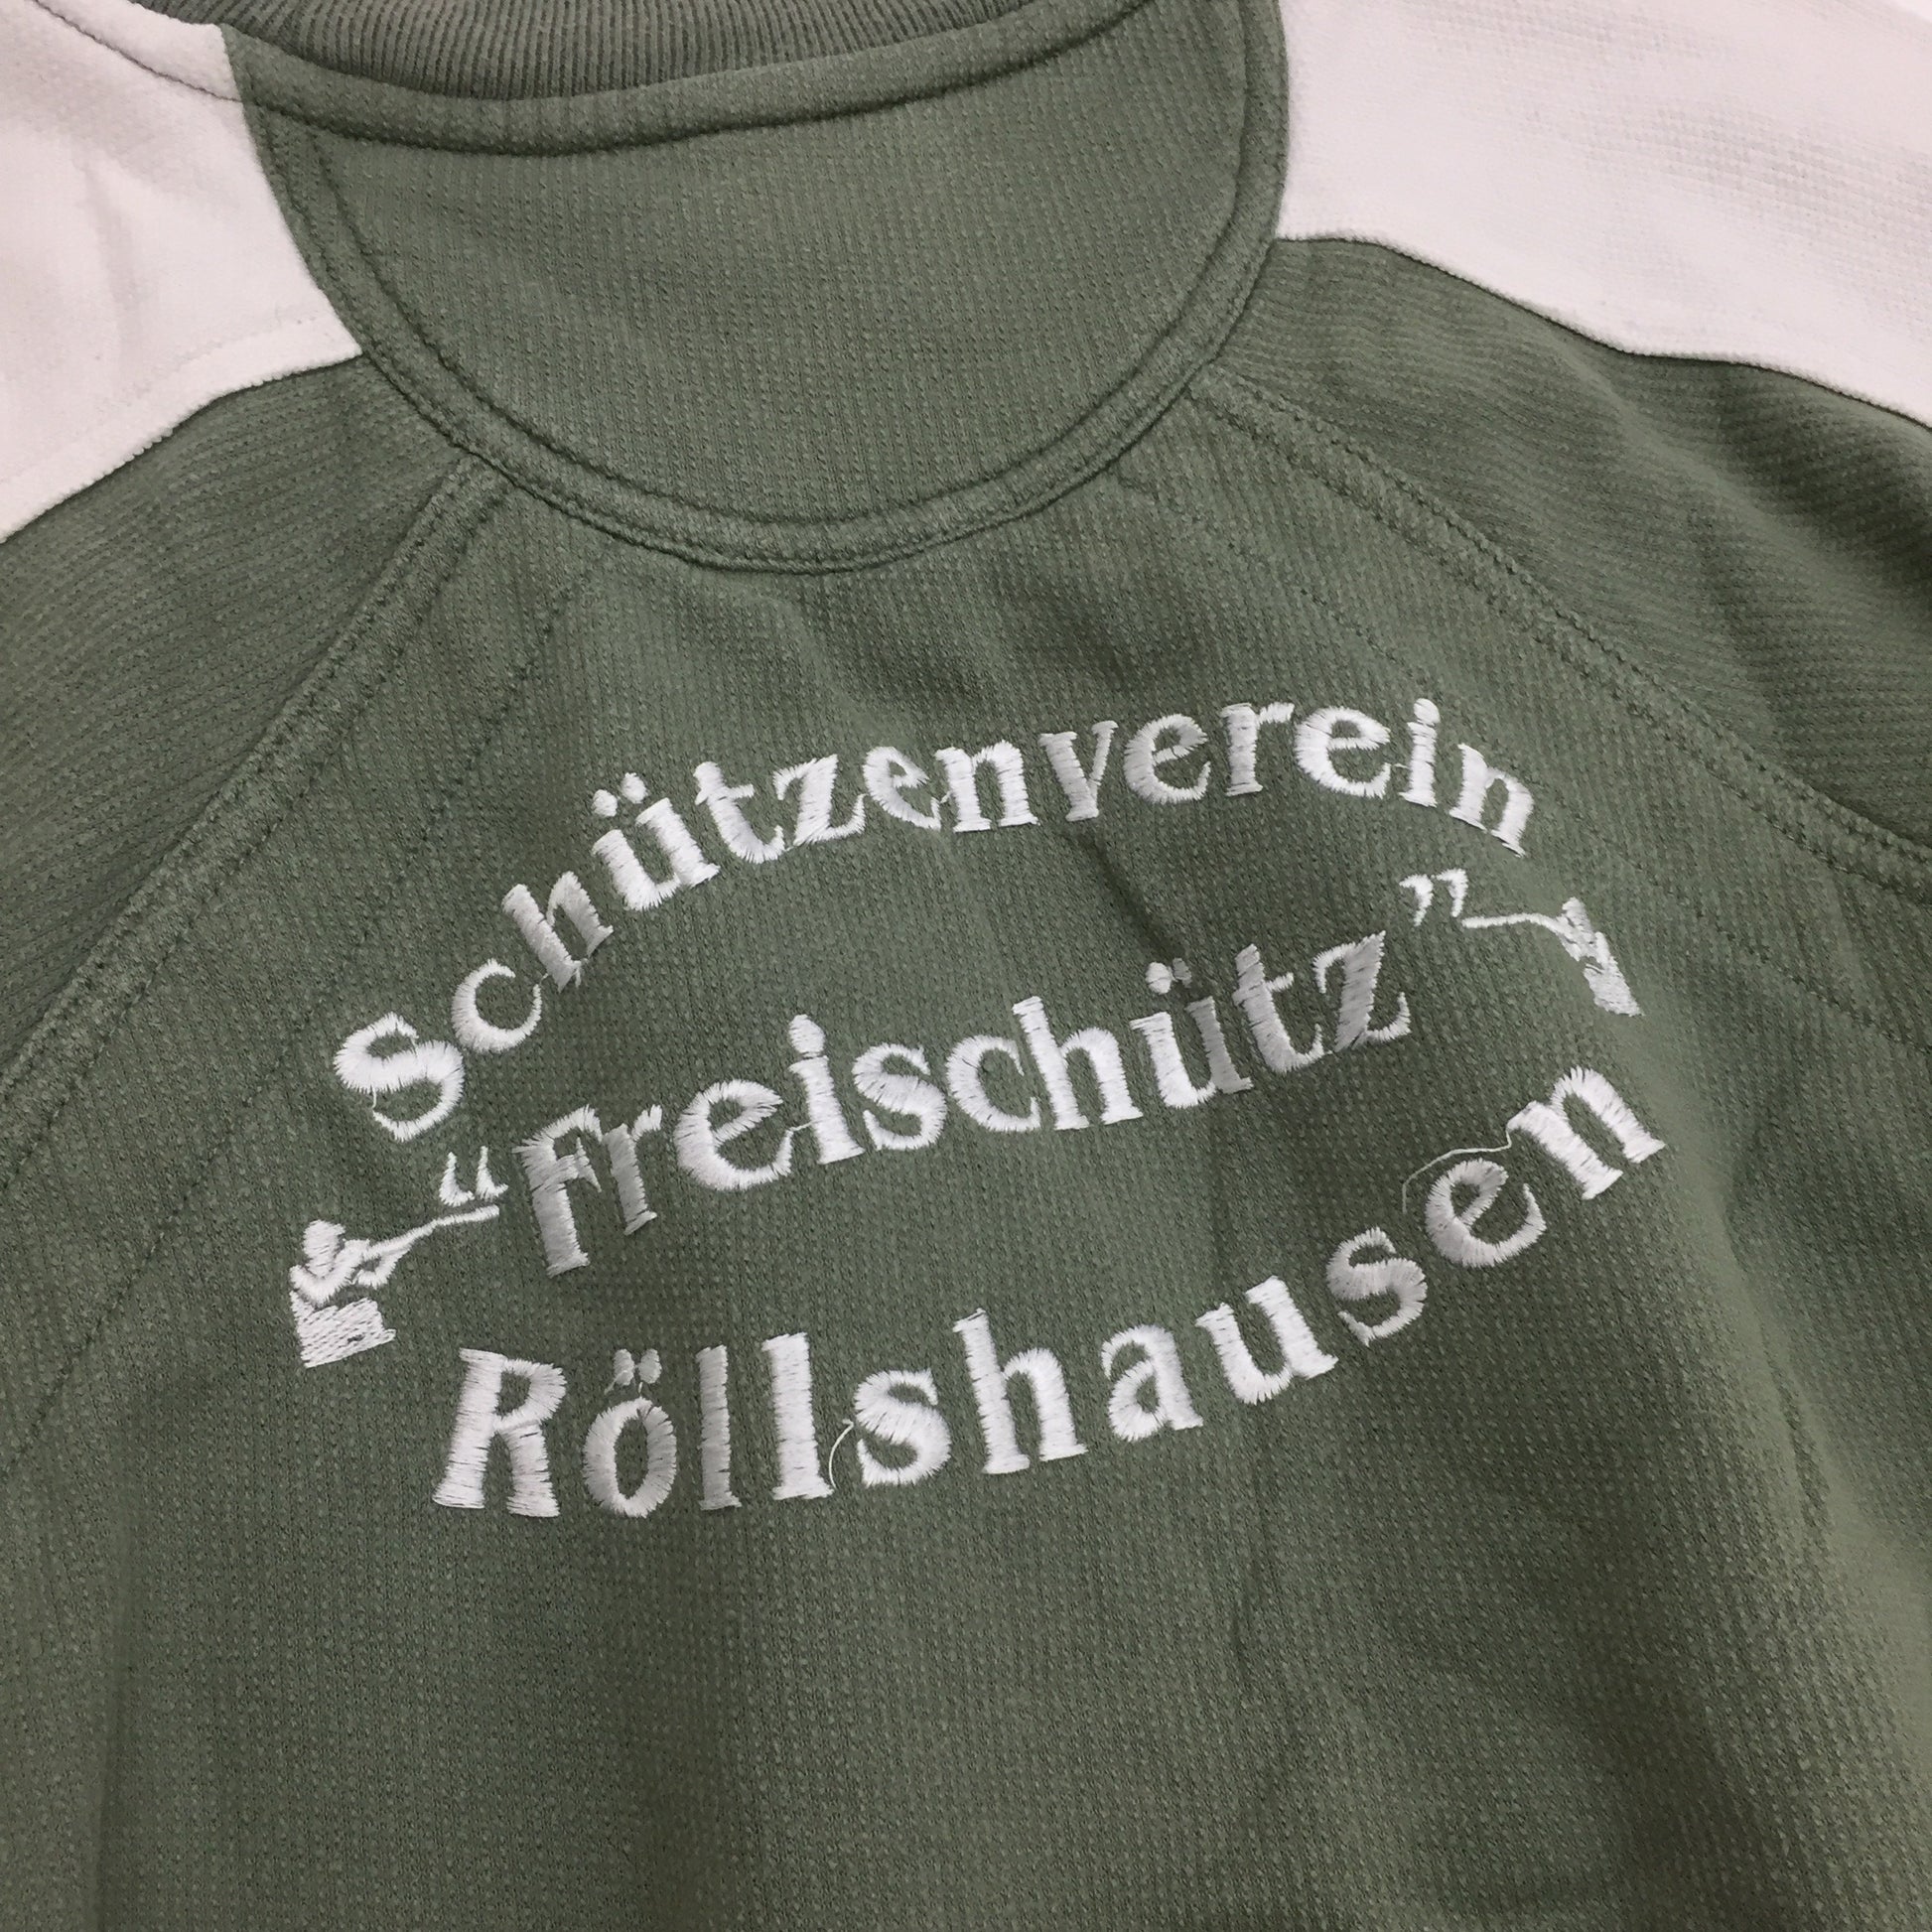 Schützenverein
“Freischütz”
Röllshausen